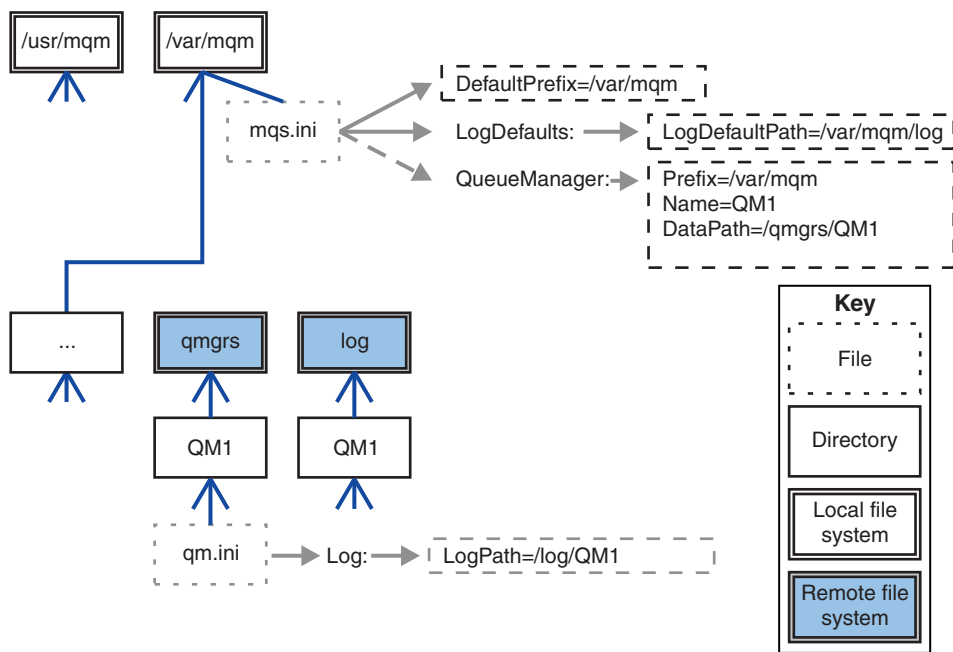 /usr/mqm
/var/mqm
mqs.ini
DefaultPrefix=/var/mqm
LogDefaults:
LogDefaultPath=/var/mqm/log
QueueManager:
Prefix=/var/mqm
Name=QM1
DataPath=/qmgrs/QM1
...
qmgrs
log
QM1
QM1
qm.ini
Log:
LogPath=/log/QM1
Key
File
Directory
Local file
system
Remote file
system